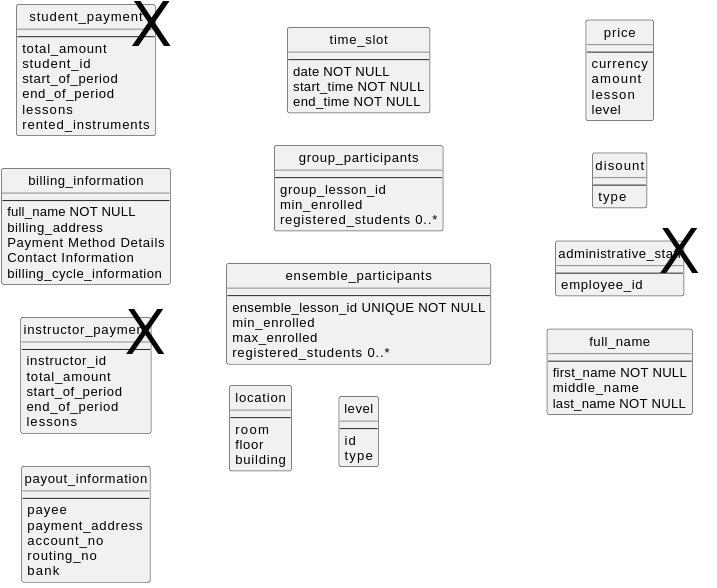 student_payment
total_amount
student_id
start_of_period
end_of_period
lessons
rented_instruments
X
billing_information
full_name NOT NULL
billing_address
Payment Method Details
Contact Information
billing_cycle_information
instructor_payment
instructor_id
total_amount
start_of_period
end_of_period
lessons
X
payout_information
payee
payment_address
account_no
routing_no
bank
time_slot
date NOT NULL
start_time NOT NULL
end_time NOT NULL
group_participants
group_lesson_id
min_enrolled
registered_students 0..*
ensemble_participants
ensemble_lesson_id UNIQUE NOT NULL
min_enrolled
max_enrolled
registered_students 0..*
location
room
floor
building
level
id
type
price
currency
amount
lesson
level
disount
type
administrative_staff
employee_id
X
full_name
first_name NOT NULL
middle_name
last_name NOT NULL